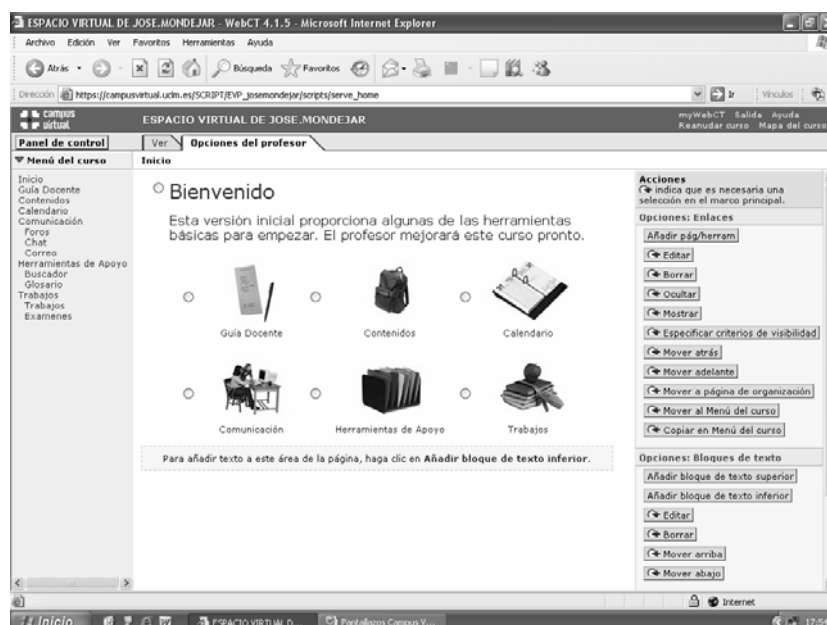 ESPACIO VIRTUAL DE JOSE.MONDEJAR - WebCT 4.1.5 - Microsoft Internet Explorer
Archivo Edición Ver Favoritos Herramientas Ayuda
Atrás Búsqueda Favoritos
Dirección https://campusvirtual.uclm.es/SCRIPT/EVP_josemondejar/scripts/serve_home Ir Vínculos
campus virtual ESPACIO VIRTUAL DE JOSE.MONDEJAR myWebCT Salida Ayuda
Reanudar curso Mapa del curso
Panel de control Ver Opciones del profesor
Menú del curso Inicio
Inicio
Guía Docente
Contenidos
Calendario
Comunicación
Foros
Chat
Correo
Herramientas de Apoyo
Buscador
Glosario
Trabajos
Trabajos
Examenes
Bienvenido
Esta versión inicial proporciona algunas de las herramientas
básicas para empezar. El profesor mejorará este curso pronto.
Guía Docente Contenidos Calendario
Comunicación Herramientas de Apoyo Trabajos
Para añadir texto a este área de la página, haga clic en Añadir bloque de texto inferior.
Acciones
indica que es necesaria una
selección en el marco principal.
Opciones: Enlaces
Añadir pág/herram
Editar
Borrar
Ocultar
Mostrar
Especificar criterios de visibilidad
Mover atrás
Mover adelante
Mover a página de organización
Mover al Menú del curso
Copiar en Menú del curso
Opciones: Bloques de texto
Añadir bloque de texto superior
Añadir bloque de texto inferior
Editar
Borrar
Mover arriba
Mover abajo
Internet
Inicio ESPACIO VIRTUAL D... Pantallazos Campus V... 17:54